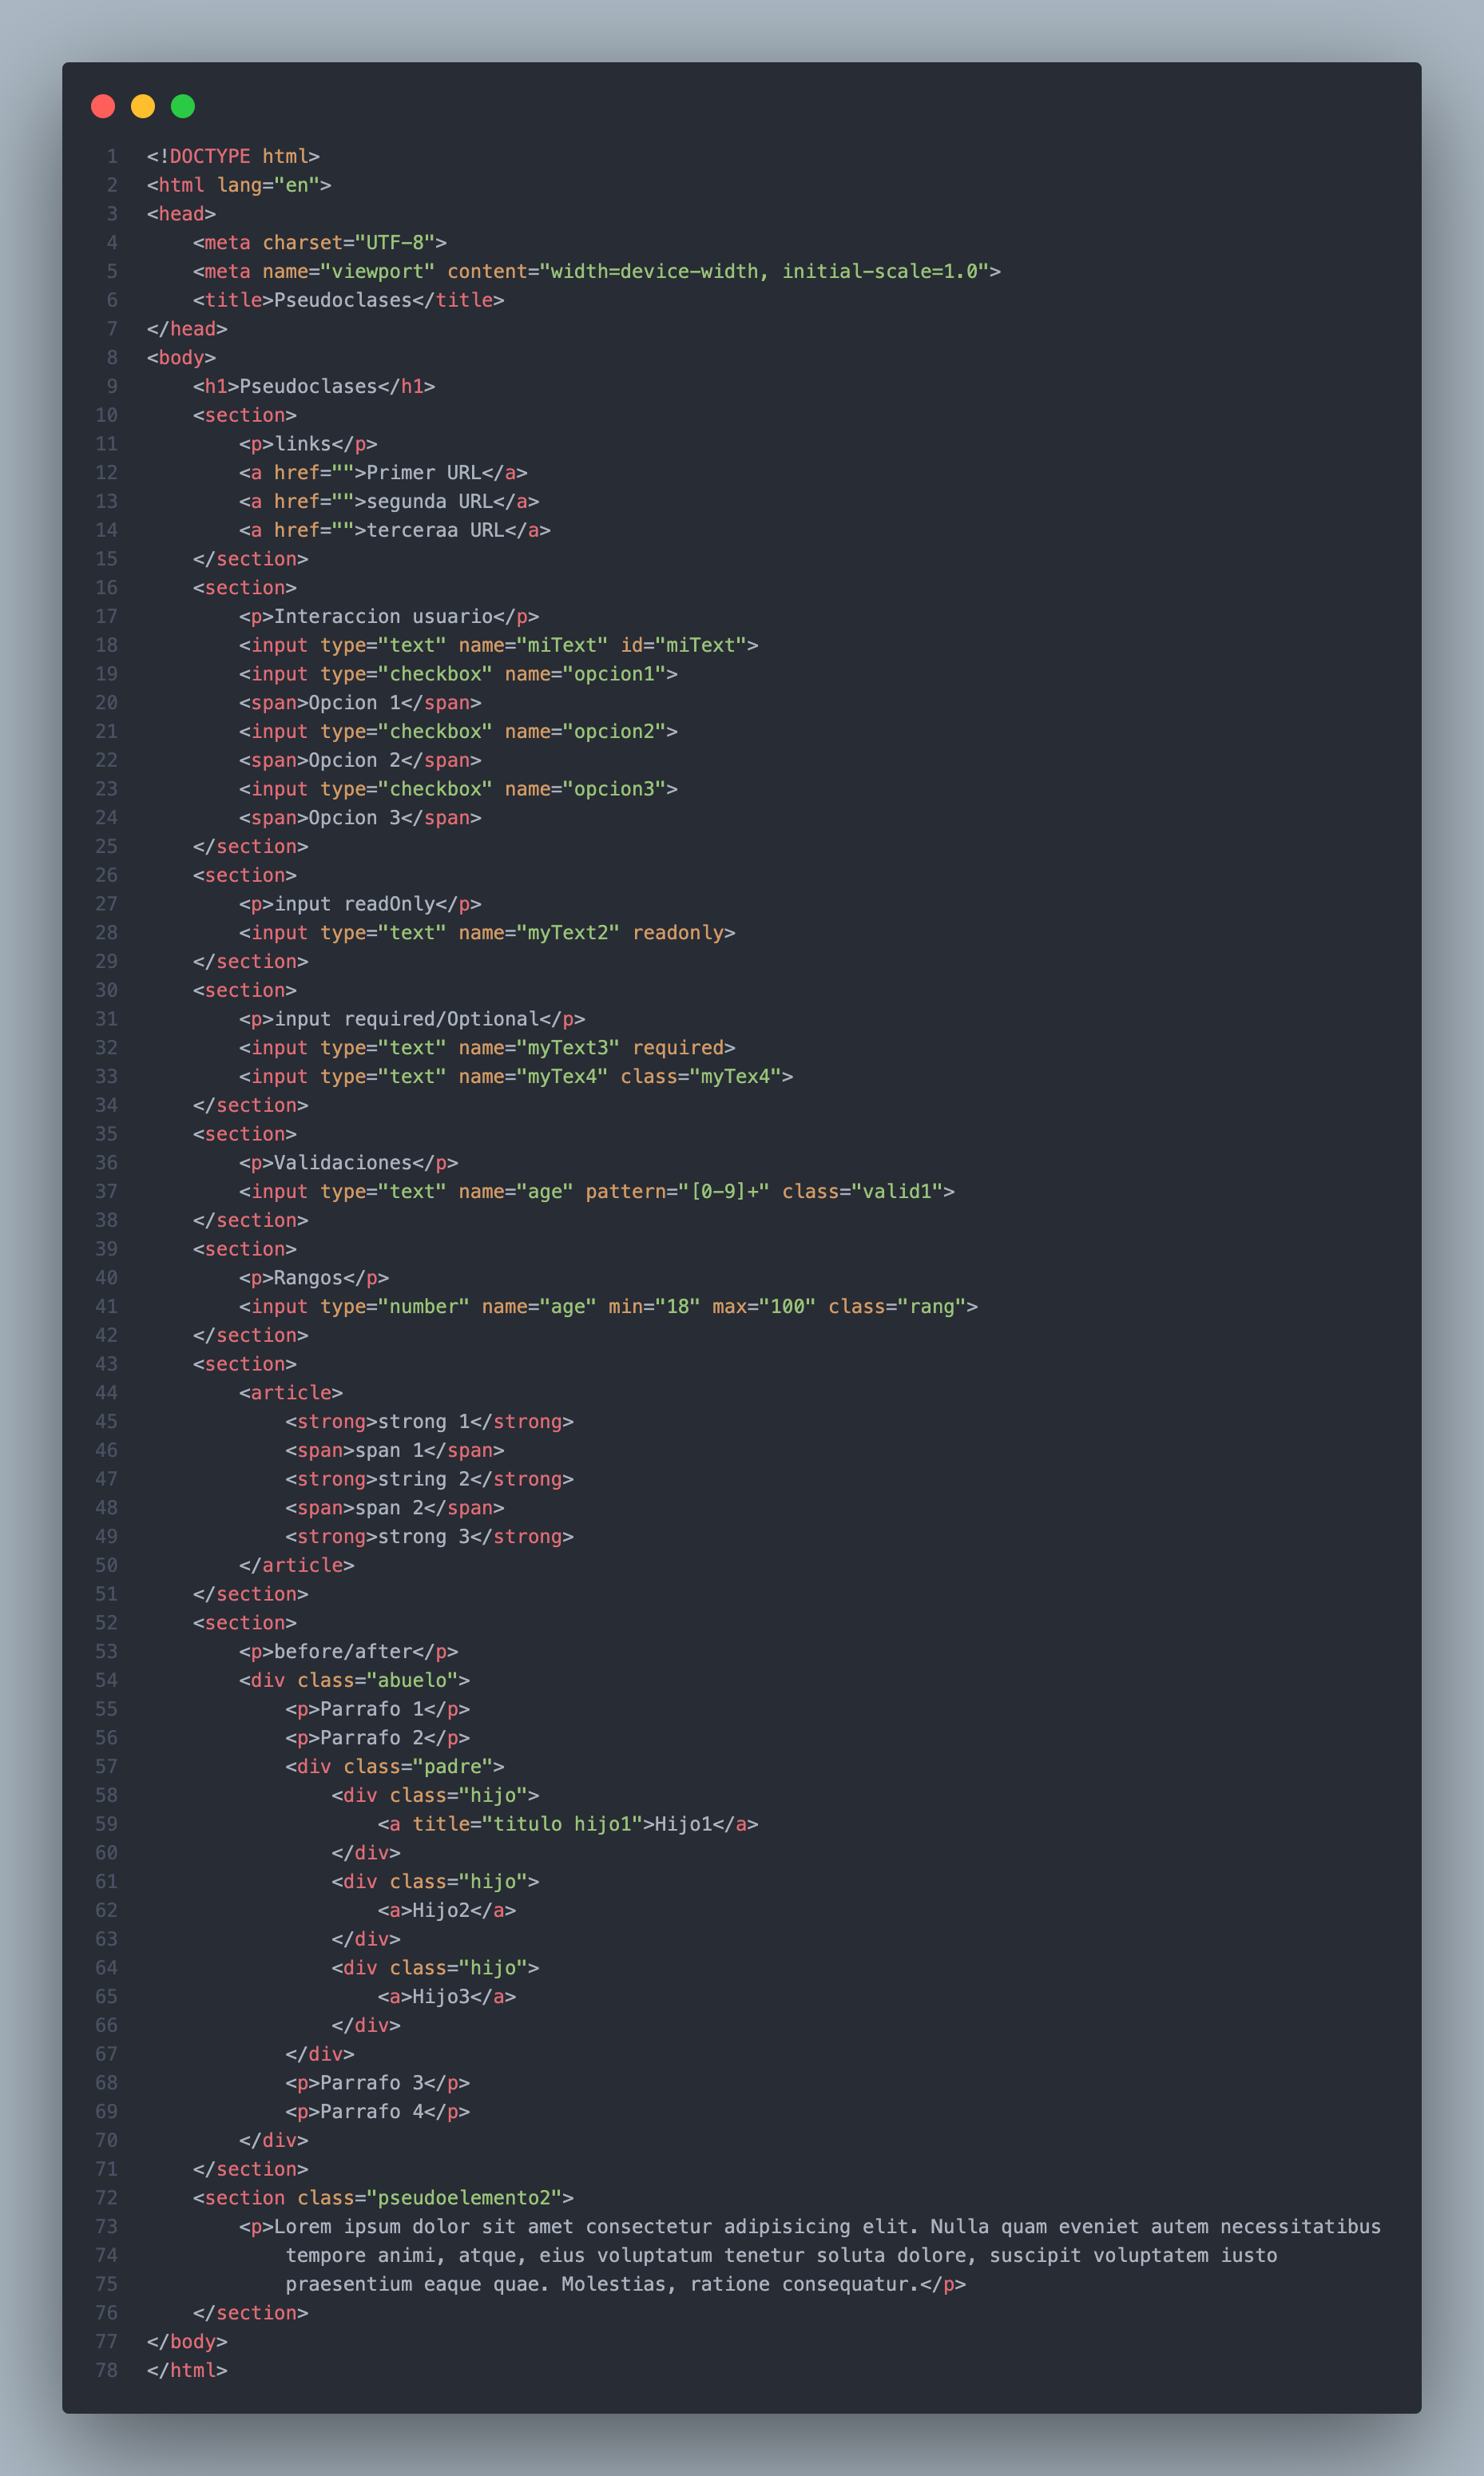 1 <!DOCTYPE html>
2 <html lang="en">
3 <head>
4     <meta charset="UTF-8">
5     <meta name="viewport" content="width=device-width, initial-scale=1.0">
6     <title>Pseudoclases</title>
7 </head>
8 <body>
9     <h1>Pseudoclases</h1>
10     <section>
11         <p>links</p>
12         <a href="">Primer URL</a>
13         <a href="">segunda URL</a>
14         <a href="">terceraa URL</a>
15     </section>
16     <section>
17         <p>Interaccion usuario</p>
18         <input type="text" name="miText" id="miText">
19         <input type="checkbox" name="opcion1">
20         <span>Opcion 1</span>
21         <input type="checkbox" name="opcion2">
22         <span>Opcion 2</span>
23         <input type="checkbox" name="opcion3">
24         <span>Opcion 3</span>
25     </section>
26     <section>
27         <p>input readOnly</p>
28         <input type="text" name="myText2" readonly>
29     </section>
30     <section>
31         <p>input required/Optional</p>
32         <input type="text" name="myText3" required>
33         <input type="text" name="myTex4" class="myTex4">
34     </section>
35     <section>
36         <p>Validaciones</p>
37         <input type="text" name="age" pattern="[0-9]+" class="valid1">
38     </section>
39     <section>
40         <p>Rangos</p>
41         <input type="number" name="age" min="18" max="100" class="rang">
42     </section>
43     <section>
44         <article>
45             <strong>strong 1</strong>
46             <span>span 1</span>
47             <strong>string 2</strong>
48             <span>span 2</span>
49             <strong>strong 3</strong>
50         </article>
51     </section>
52     <section>
53         <p>before/after</p>
54         <div class="abuelo">
55             <p>Parrafo 1</p>
56             <p>Parrafo 2</p>
57             <div class="padre">
58                 <div class="hijo">
59                     <a title="titulo hijo1">Hijo1</a>
60                 </div>
61                 <div class="hijo">
62                     <a>Hijo2</a>
63                 </div>
64                 <div class="hijo">
65                     <a>Hijo3</a>
66                 </div>
67             </div>
68             <p>Parrafo 3</p>
69             <p>Parrafo 4</p>
70         </div>
71     </section>
72     <section class="pseudoelemento2">
73         <p>Lorem ipsum dolor sit amet consectetur adipisicing elit. Nulla quam eveniet autem necessitatibus
74             tempore animi, atque, eius voluptatum tenetur soluta dolore, suscipit voluptatem iusto
75             praesentium eaque quae. Molestias, ratione consequatur.</p>
76     </section>
77 </body>
78 </html>